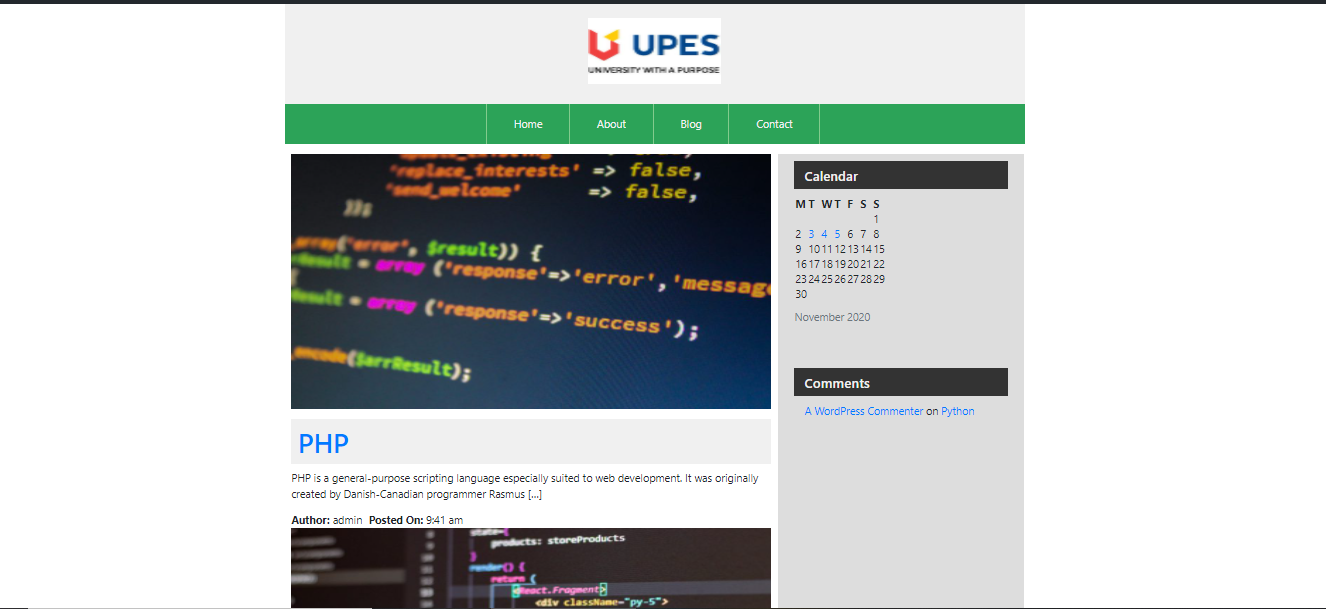 UPES
UNIVERSITY WITH A PURPOSE
Home About Blog Contact
'replace_interests' => false,
'send_welcome' => false,
));
array("error", $result)) {
= array ('response'=>'error','message
= array ('response'=>'success');
_encode($arrResult);
PHP
PHP is a general-purpose scripting language especially suited to web development. It was originally
created by Danish-Canadian programmer Rasmus [...]
Author: admin Posted On: 9:41 am
products: storeProducts
}
render() {
return (
<React.Fragment>
<div className="py-5">
Calendar
M T W T F S S
1
2 3 4 5 6 7 8
9 10 11 12 13 14 15
16 17 18 19 20 21 22
23 24 25 26 27 28 29
30
November 2020
Comments
A WordPress Commenter on Python